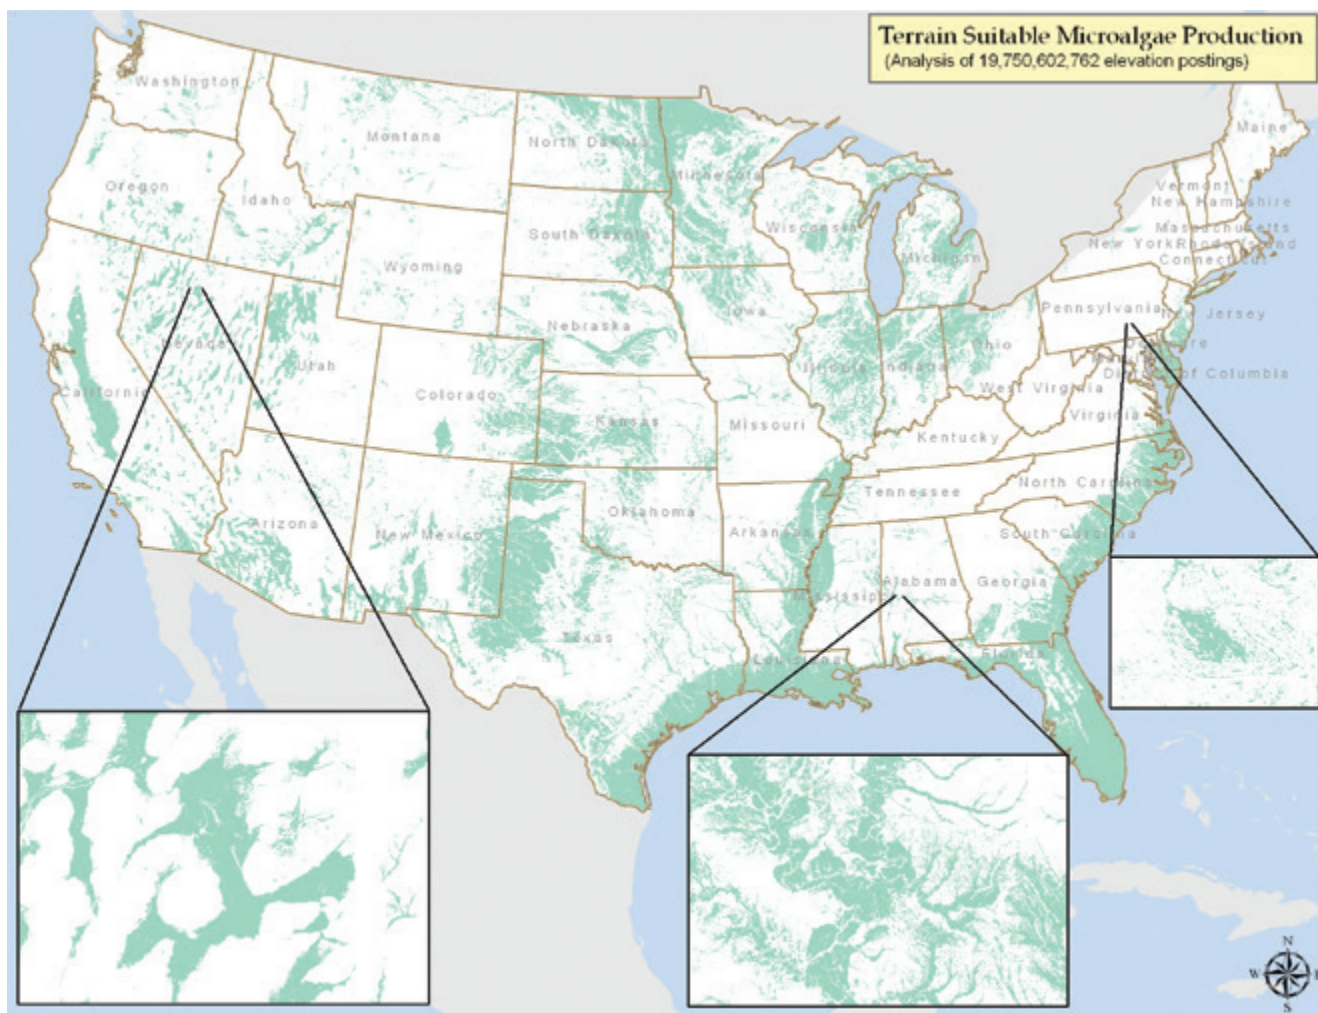 Terrain Suitable Microalgae Production
(Analysis of 19,750,602,762 elevation postings)
Washington
Montana
North Dakota
Minnesota
Maine
Oregon
Idaho
Vermont
New Hampshire
South Dakota
Wisconsin
Massachusetts
New York
Rhode Island
Michigan
Connecticut
Wyoming
Pennsylvania
New Jersey
Iowa
Nebraska
Nevada
Ohio
Delaware
Utah
Illinois
Indiana
District of Columbia
West Virginia
California
Colorado
Kansas
Virginia
Missouri
Kentucky
North Carolina
Tennessee
Arizona
New Mexico
Oklahoma
Arkansas
South Carolina
Alabama
Georgia
Mississippi
Texas
Louisiana
Florida
N
W
E
S